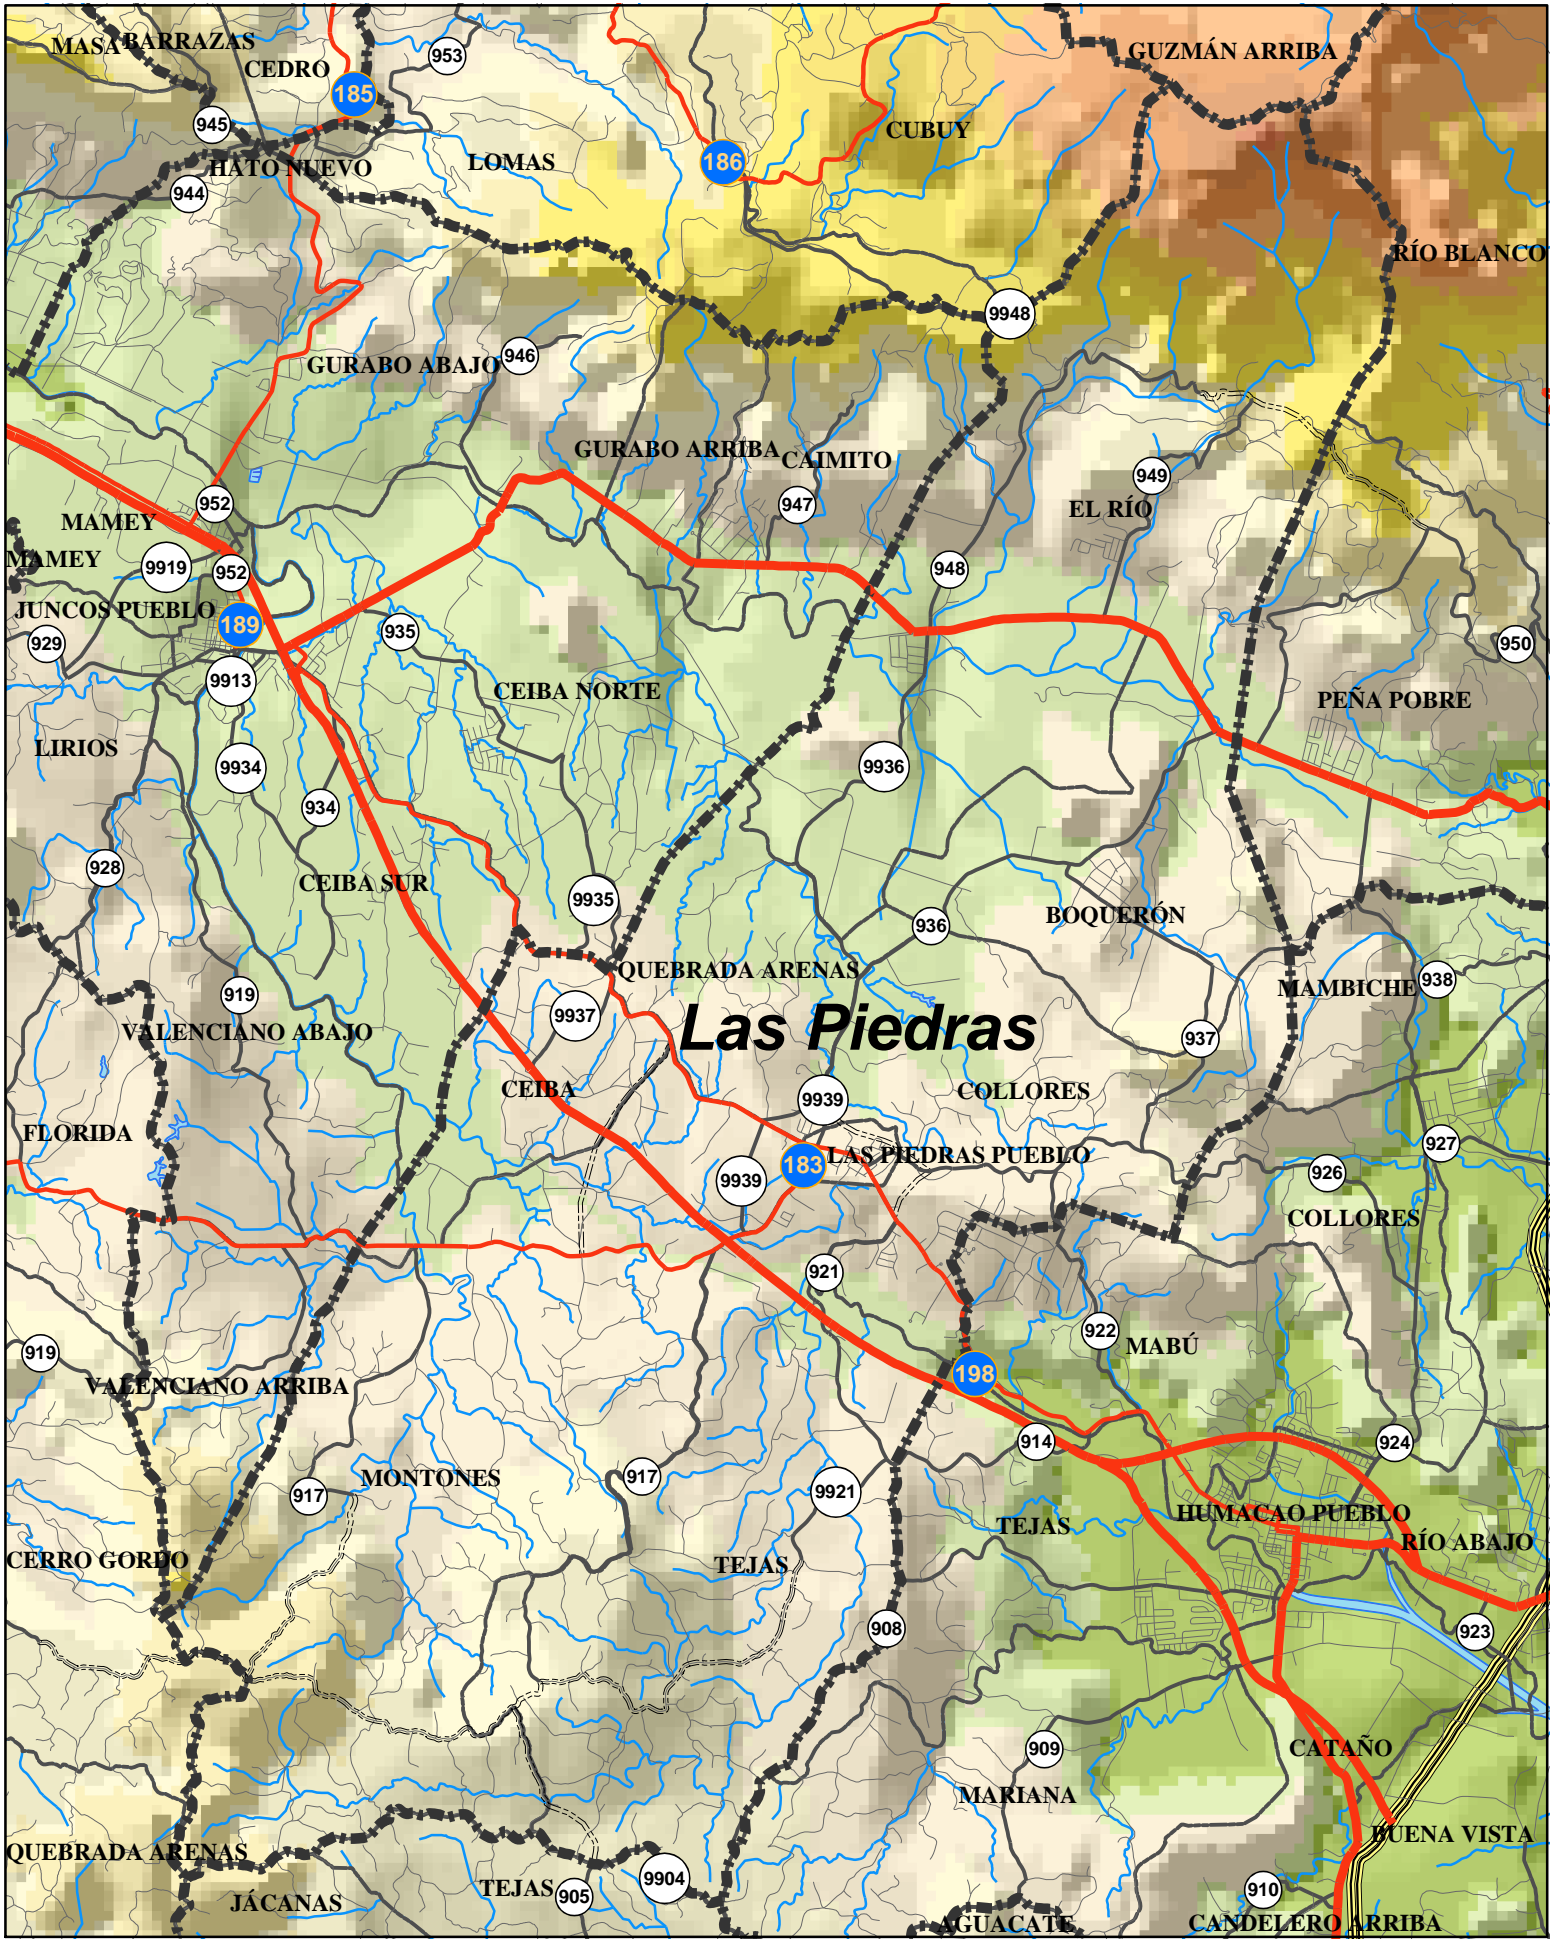 MASA
BARRAZAS
CEDRO
953
GUZMÁN ARRIBA
185
945
CUBUY
HATO NUEVO
LOMAS
186
944
RÍO BLANCO
9948
GURABO ABAJO
946
GURABO ARRIBA
CAIMITO
949
952
947
EL RÍO
MAMEY
MAMEY
9919
952
948
JUNCOS PUEBLO
189
935
929
950
9913
CEIBA NORTE
PEÑA POBRE
LIRIOS
9934
9936
934
928
CEIBA SUR
9935
936
BOQUERÓN
QUEBRADA ARENAS
919
9937
Las Piedras
MAMBICHE
938
VALENCIANO ABAJO
937
CEIBA
9939
COLLORES
FLORIDA
927
183
LAS PIEDRAS PUEBLO
9939
926
COLLORES
921
922
MABÚ
919
198
VALENCIANO ARRIBA
914
924
MONTONES
917
917
9921
HUMACAO PUEBLO
TEJAS
RÍO ABAJO
CERRO GORDO
TEJAS
908
923
909
CATAÑO
MARIANA
BUENA VISTA
QUEBRADA ARENAS
9904
TEJAS
905
910
JÁCANAS
AGUACATE
CANDELERO ARRIBA